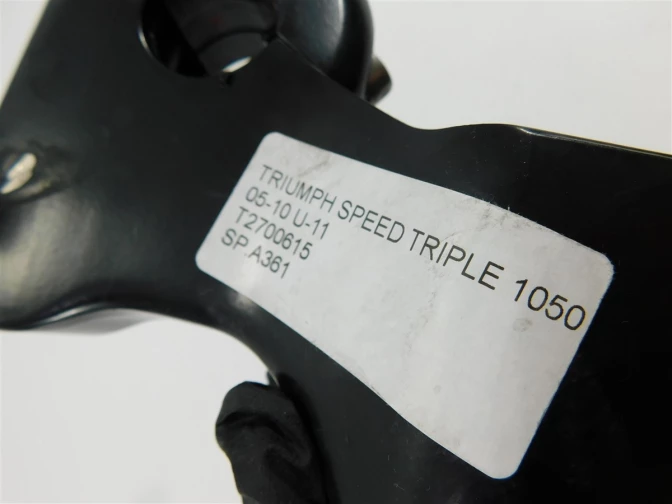 TRIUMPH SPEED TRIPLE 1050
05-10 U-11
T2700615
SP.A361